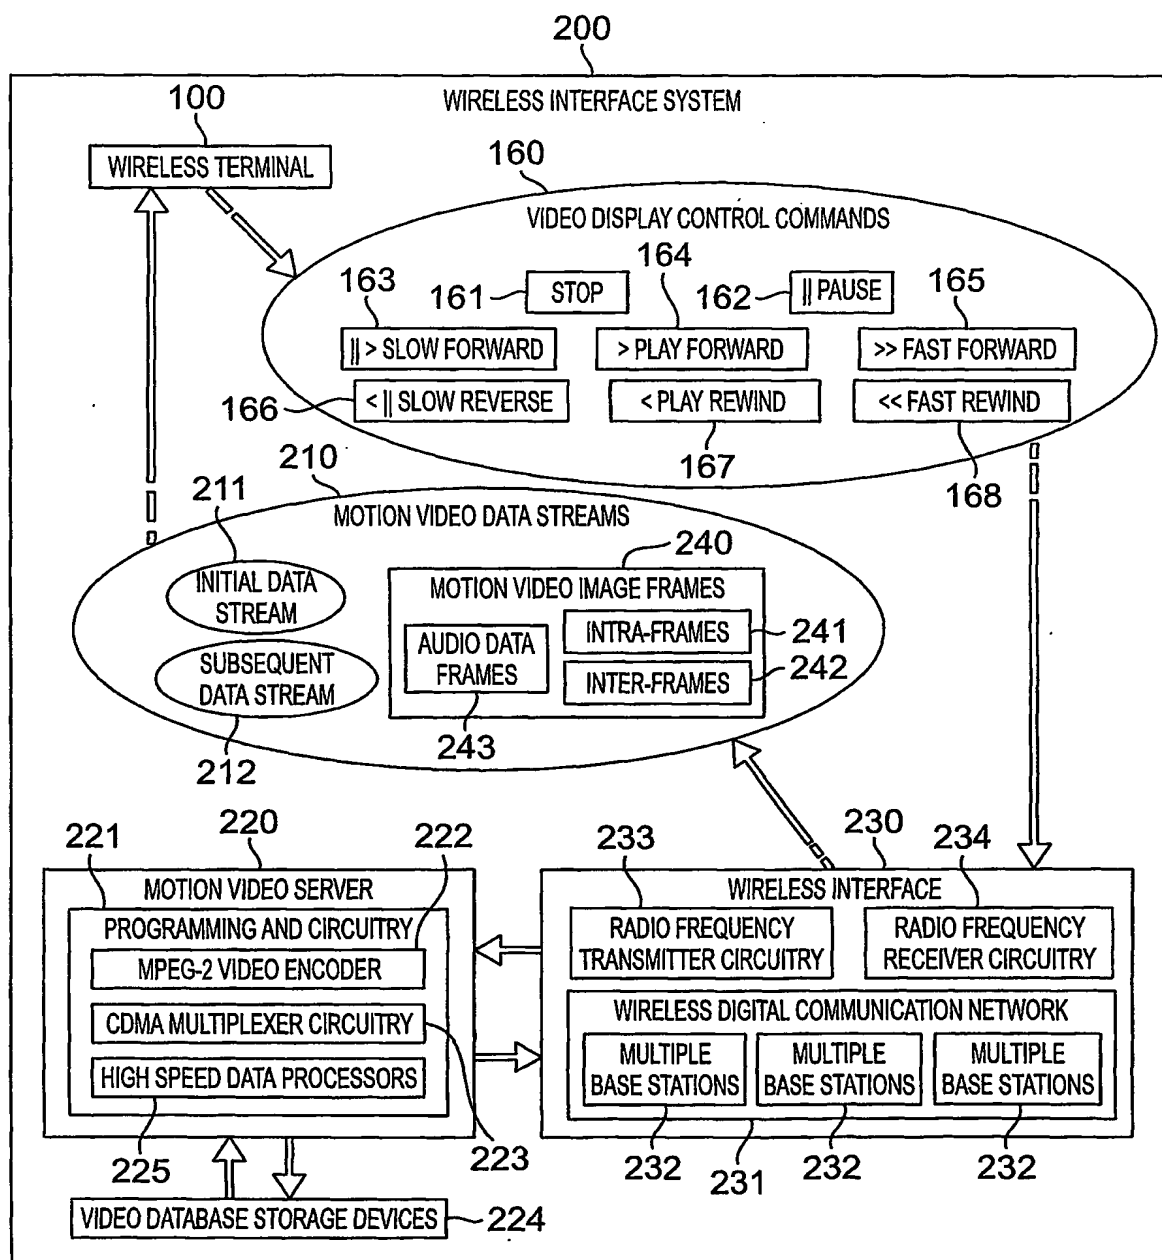 200
WIRELESS INTERFACE SYSTEM
100
WIRELESS TERMINAL
160
VIDEO DISPLAY CONTROL COMMANDS
163
161
STOP
164
162
|| PAUSE
165
|| > SLOW FORWARD
> PLAY FORWARD
>> FAST FORWARD
166
< || SLOW REVERSE
< PLAY REWIND
<< FAST REWIND
167
168
210
MOTION VIDEO DATA STREAMS
211
INITIAL DATA
STREAM
SUBSEQUENT
DATA STREAM
212
240
MOTION VIDEO IMAGE FRAMES
AUDIO DATA
FRAMES
243
INTRA-FRAMES
241
INTER-FRAMES
242
221
220
222
MOTION VIDEO SERVER
PROGRAMMING AND CIRCUITRY
MPEG-2 VIDEO ENCODER
CDMA MULTIPLEXER CIRCUITRY
HIGH SPEED DATA PROCESSORS
225
223
VIDEO DATABASE STORAGE DEVICES
224
233
230
234
WIRELESS INTERFACE
RADIO FREQUENCY
TRANSMITTER CIRCUITRY
RADIO FREQUENCY
RECEIVER CIRCUITRY
WIRELESS DIGITAL COMMUNICATION NETWORK
MULTIPLE
BASE STATIONS
MULTIPLE
BASE STATIONS
MULTIPLE
BASE STATIONS
232
231
232
232